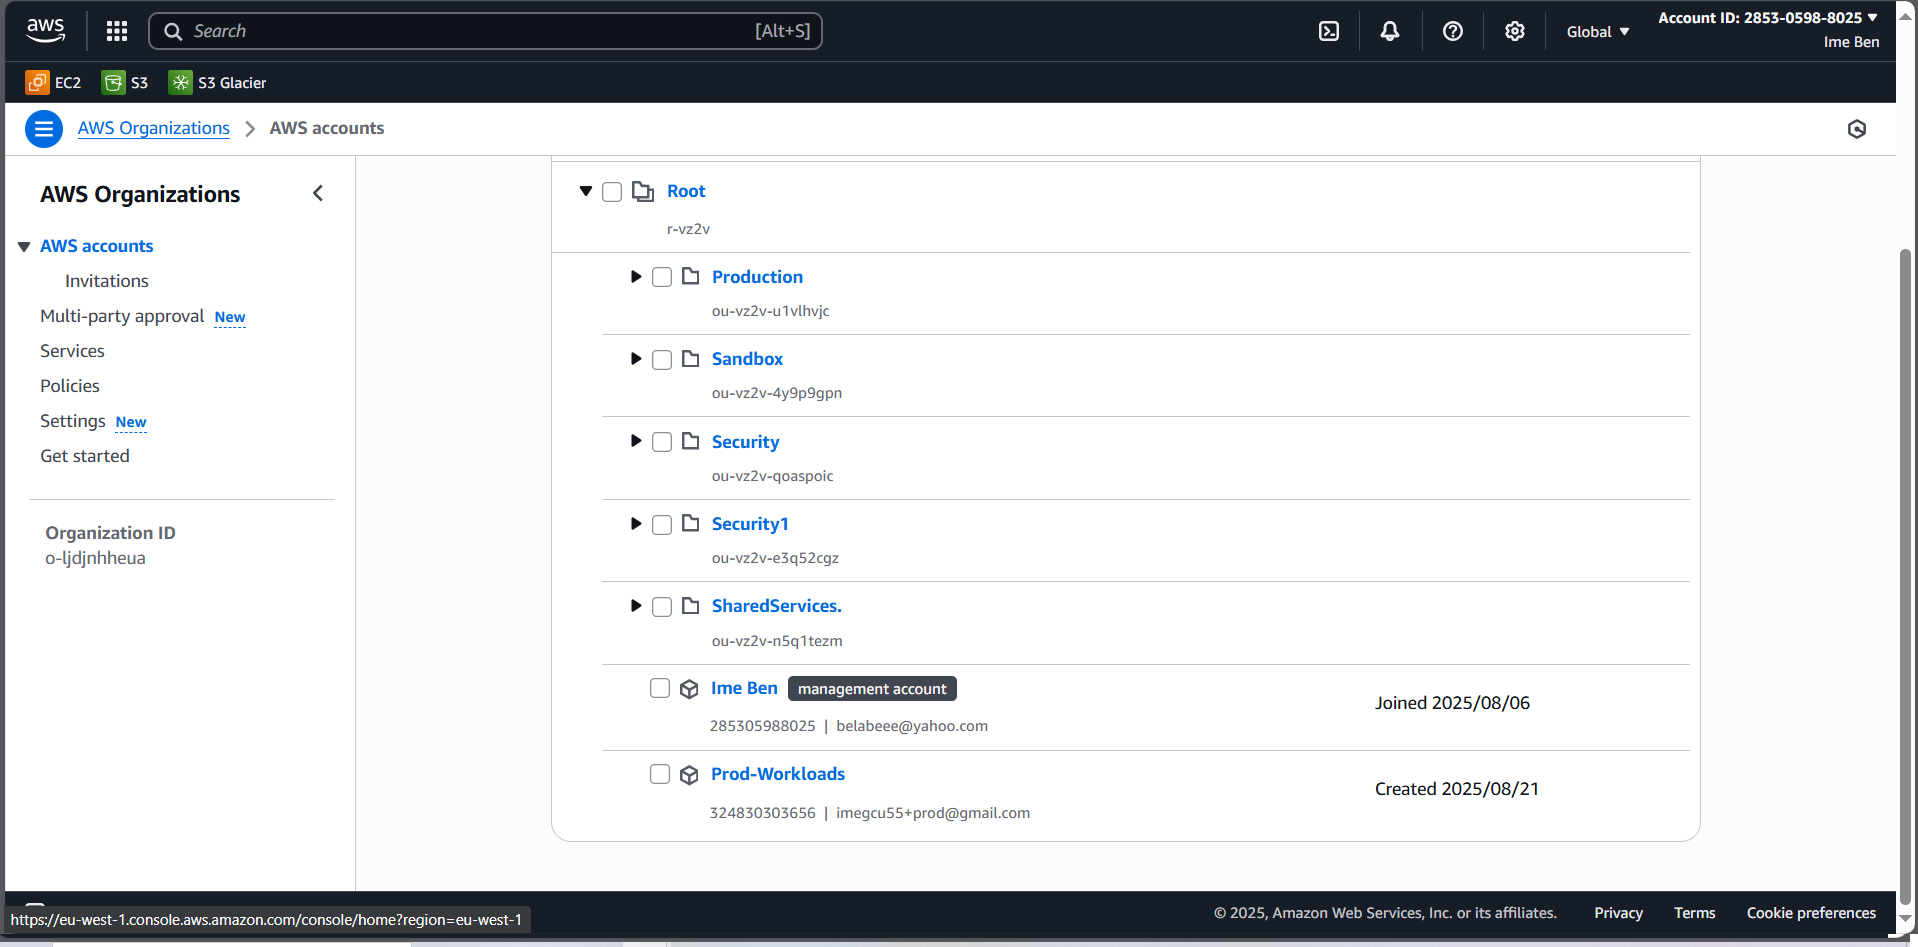 aws
Search [Alt+S]
Global
Account ID: 2853-0598-8025
Ime Ben
EC2
S3
S3 Glacier
AWS Organizations
AWS accounts
AWS Organizations
AWS accounts
Invitations
Multi-party approval New
Services
Policies
Settings New
Get started
Organization ID
o-ljdjnhheua
Root
r-vz2v
Production
ou-vz2v-u1vlhvjc
Sandbox
ou-vz2v-4y9p9gpn
Security
ou-vz2v-qoaspoic
Security1
ou-vz2v-e3q52cgz
SharedServices.
ou-vz2v-n5q1tezm
Ime Ben management account
285305988025 | belabeee@yahoo.com
Joined 2025/08/06
Prod-Workloads
324830303656 | imegcu55+prod@gmail.com
Created 2025/08/21
https://eu-west-1.console.aws.amazon.com/console/home?region=eu-west-1
© 2025, Amazon Web Services, Inc. or its affiliates. Privacy Terms Cookie preferences